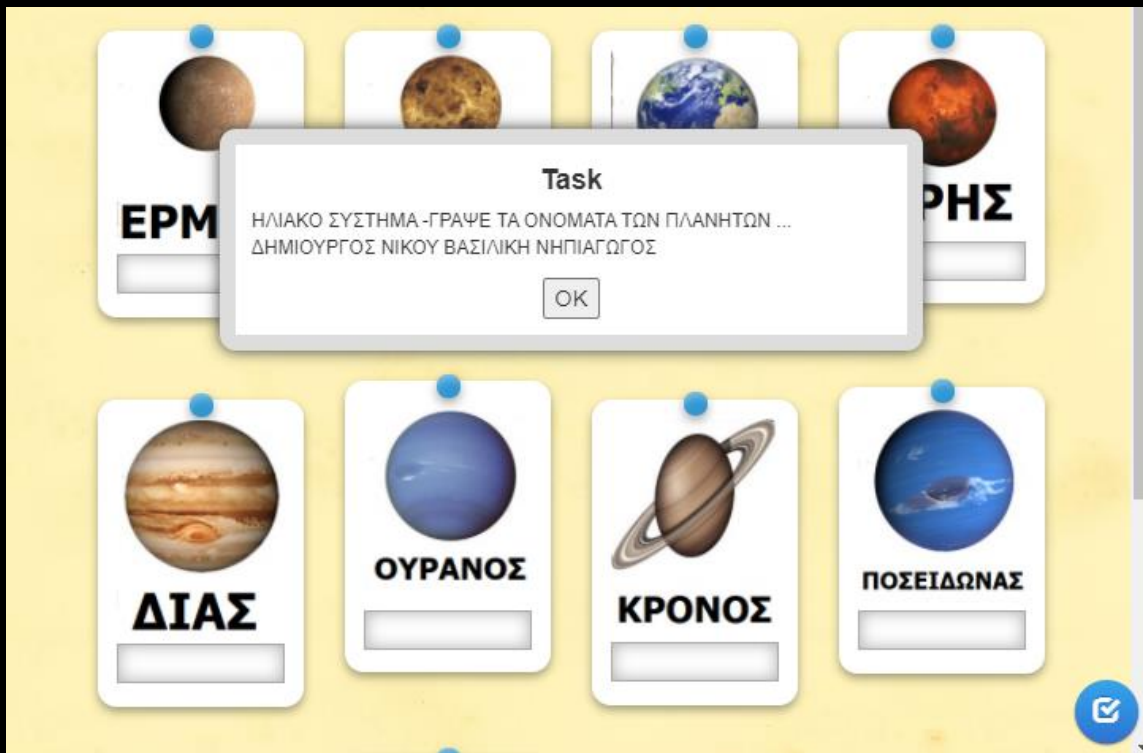 Task
ΗΛΙΑΚΟ ΣΥΣΤΗΜΑ -ΓΡΑΨΕ ΤΑ ΟΝΟΜΑΤΑ ΤΩΝ ΠΛΑΝΗΤΩΝ ...
ΔΗΜΙΟΥΡΓΟΣ ΝΙΚΟΥ ΒΑΣΙΛΙΚΗ ΝΗΠΙΑΓΩΓΟΣ
OK
ΔΙΑΣ
ΟΥΡΑΝΟΣ
ΚΡΟΝΟΣ
ΠΟΣΕΙΔΩΝΑΣ